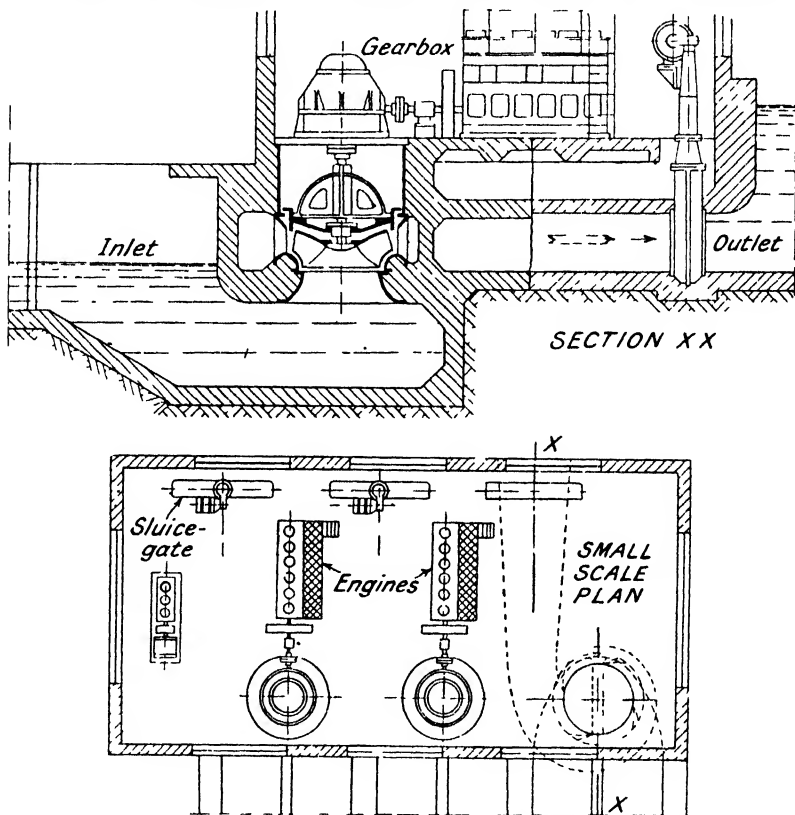 Gearbox
Inlet
Outlet
SECTION XX
X
Sluice-
gate
Engines
SMALL
SCALE
PLAN
X